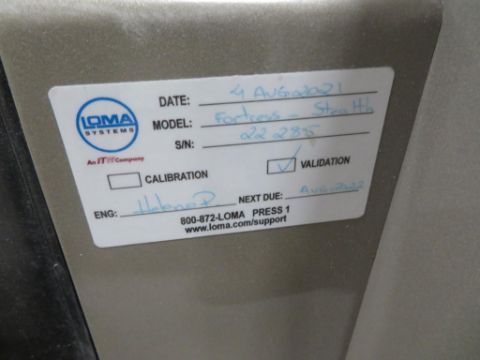 LOMA
SYSTEMS
An ITW Company
DATE: 4 AUG 2021
MODEL: Fortress - Stealth
S/N: 22285
CALIBRATION
VALIDATION
ENG: NEXT DUE: AUG 2022
800-872-LOMA PRESS 1
www.loma.com/support